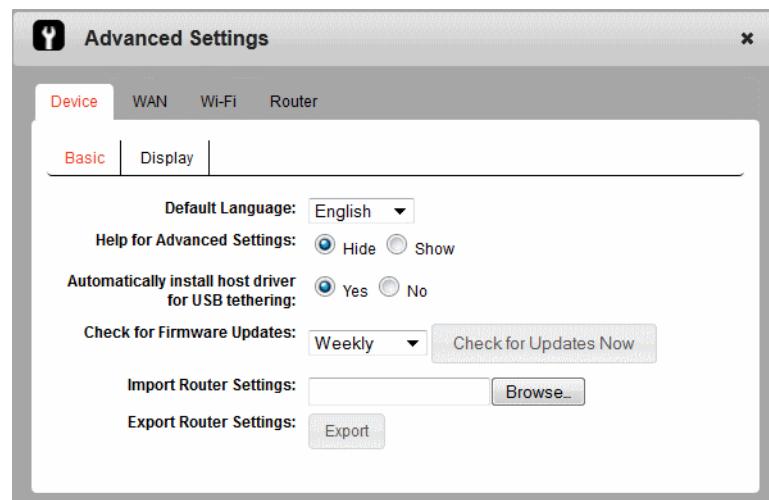 Advanced Settings
Device WAN Wi-Fi Router
Basic Display
Default Language: English
Help for Advanced Settings: Hide Show
Automatically install host driver
for USB tethering: Yes No
Check for Firmware Updates: Weekly Check for Updates Now
Import Router Settings: Browse...
Export Router Settings: Export